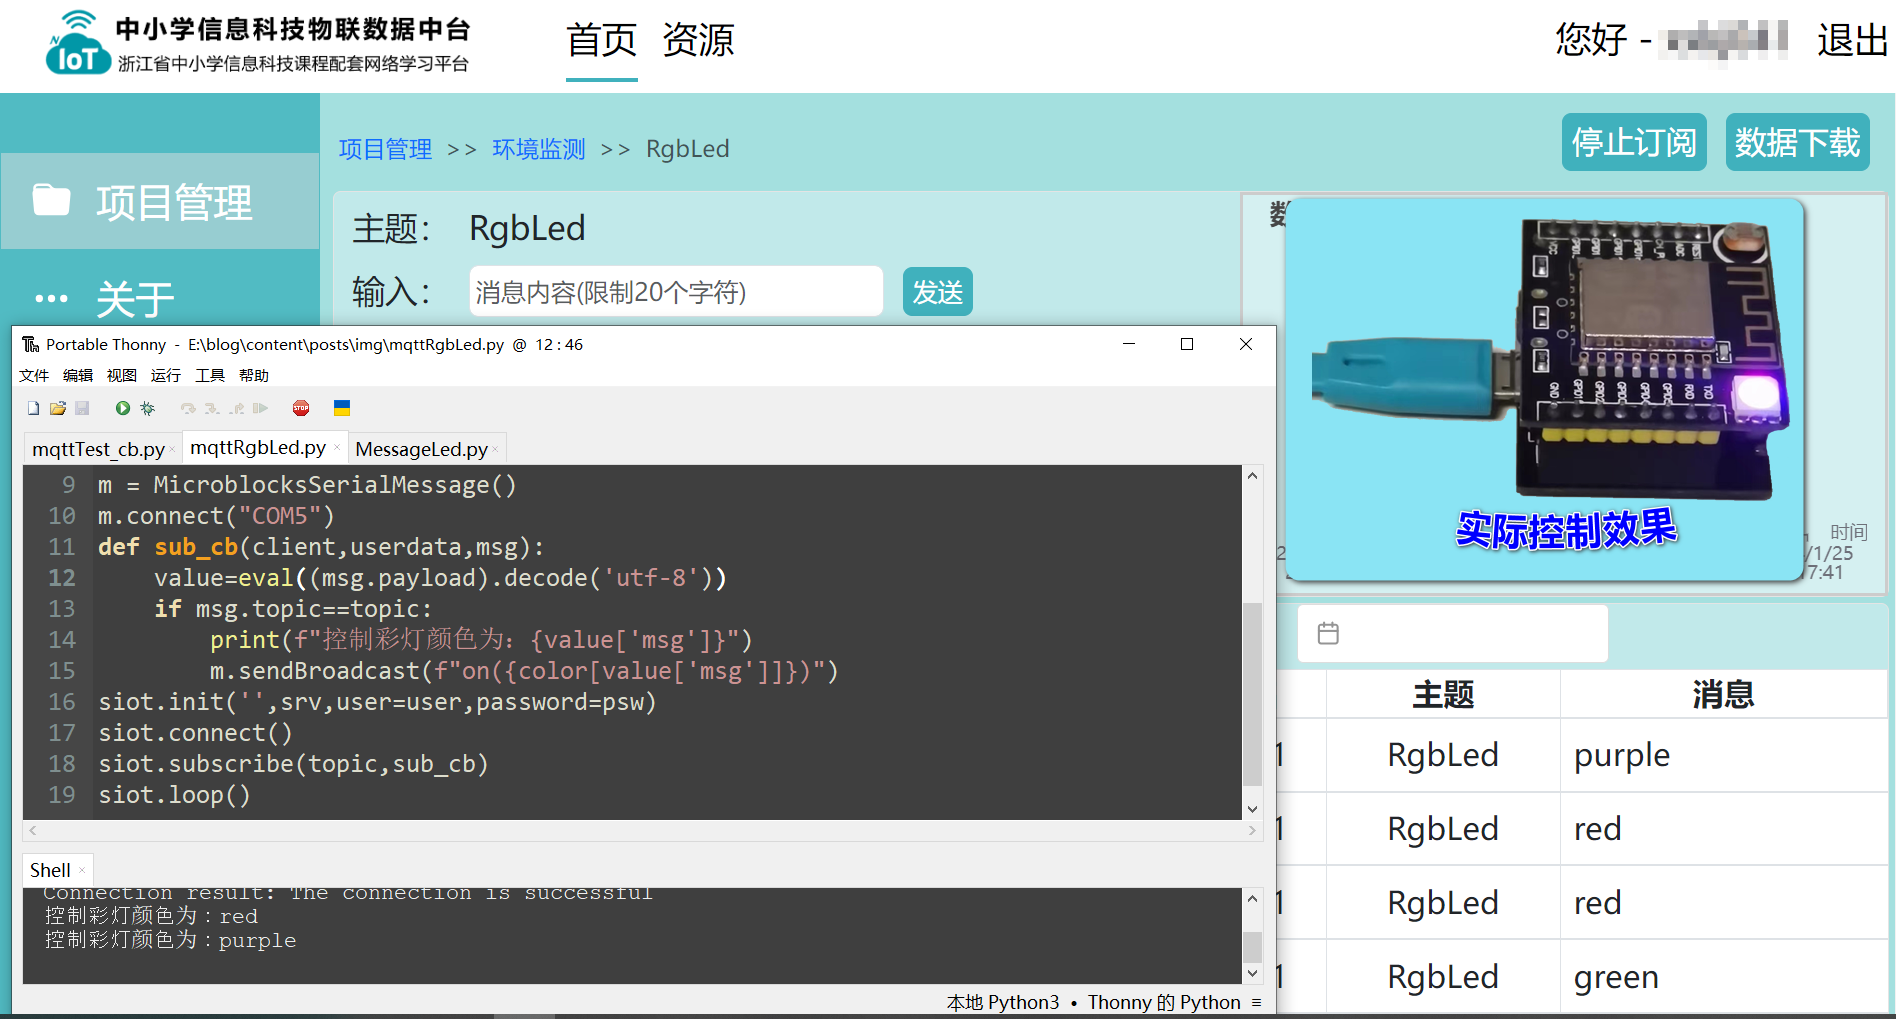 中小学信息科技物联数据中台
IoT 浙江省中小学信息科技课程配套网络学习平台
首页 资源
您好 - 退出
项目管理
关于
项目管理 >> 环境监测 >> RgbLed
停止订阅 数据下载
主题： RgbLed
输入： 消息内容(限制20个字符) 发送
数
VCC GND GPIO1 GPIO2 RXD TXD
实际控制效果
时间
/1/25
7:41
Portable Thonny - E:\blog\content\posts\img\mqttRgbLed.py @ 12 : 46
文件 编辑 视图 运行 工具 帮助
STOP
mqttTest_cb.py × mqttRgbLed.py × MessageLed.py ×
9 m = MicroblocksSerialMessage()
10 m.connect("COM5")
11 def sub_cb(client,userdata,msg):
12 value=eval((msg.payload).decode('utf-8'))
13 if msg.topic==topic:
14 print(f"控制彩灯颜色为：{value['msg']}")
15 m.sendBroadcast(f"on({color[value['msg']]})")
16 siot.init('',srv,user=user,password=psw)
17 siot.connect()
18 siot.subscribe(topic,sub_cb)
19 siot.loop()
Shell ×
Connection result: The connection is successful
控制彩灯颜色为：red
控制彩灯颜色为：purple
本地 Python3 • Thonny 的 Python ≡
主题 消息
1 RgbLed purple
1 RgbLed red
1 RgbLed red
1 RgbLed green